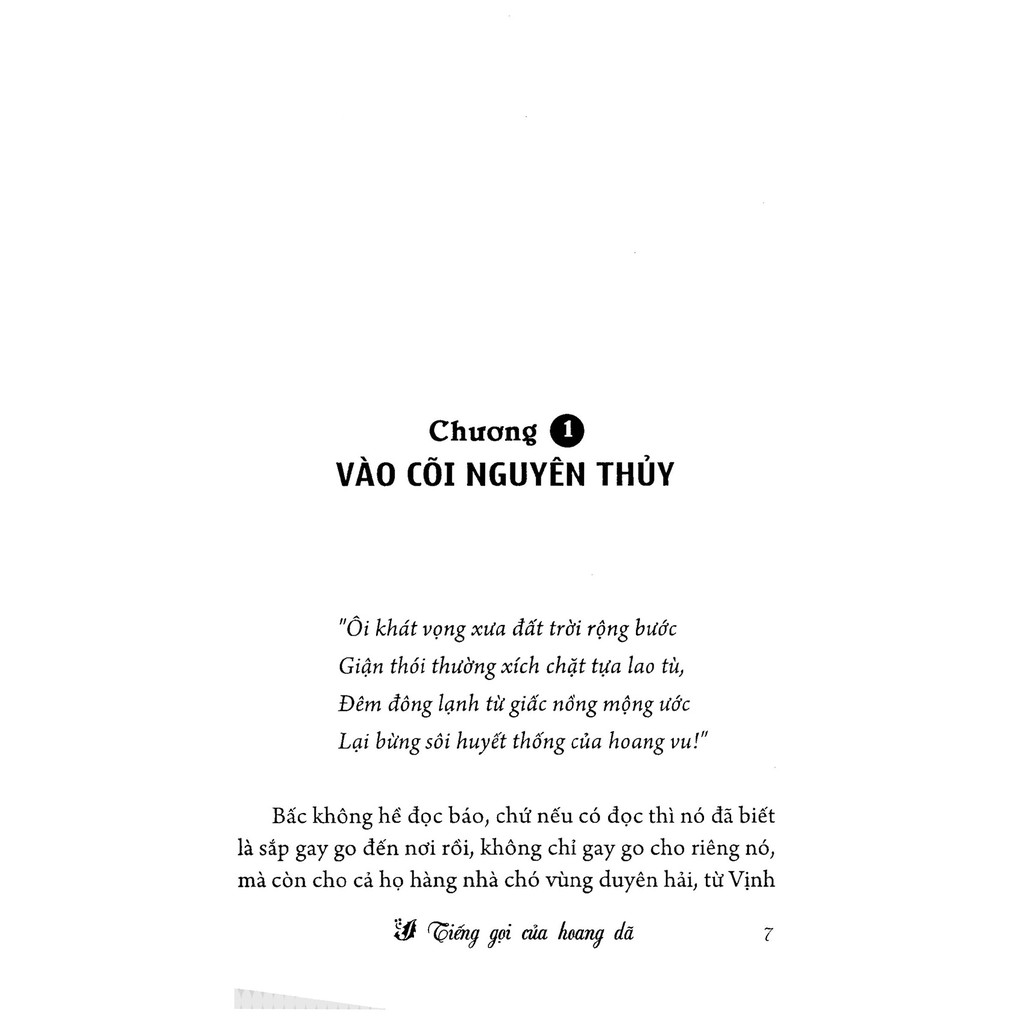 Chương 1
VÀO CÕI NGUYÊN THỦY
"Ôi khát vọng xưa đất trời rộng bước
Giận thói thường xích chặt tựa lao tù,
Đêm đông lạnh từ giấc nồng mộng ước
Lại bừng sôi huyết thống của hoang vu!"
Bấc không hề đọc báo, chứ nếu có đọc thì nó đã biết
là sắp gay go đến nơi rồi, không chỉ gay go cho riêng nó,
mà còn cho cả họ hàng nhà chó vùng duyên hải, từ Vịnh
Tiếng gọi của hoang dã 7